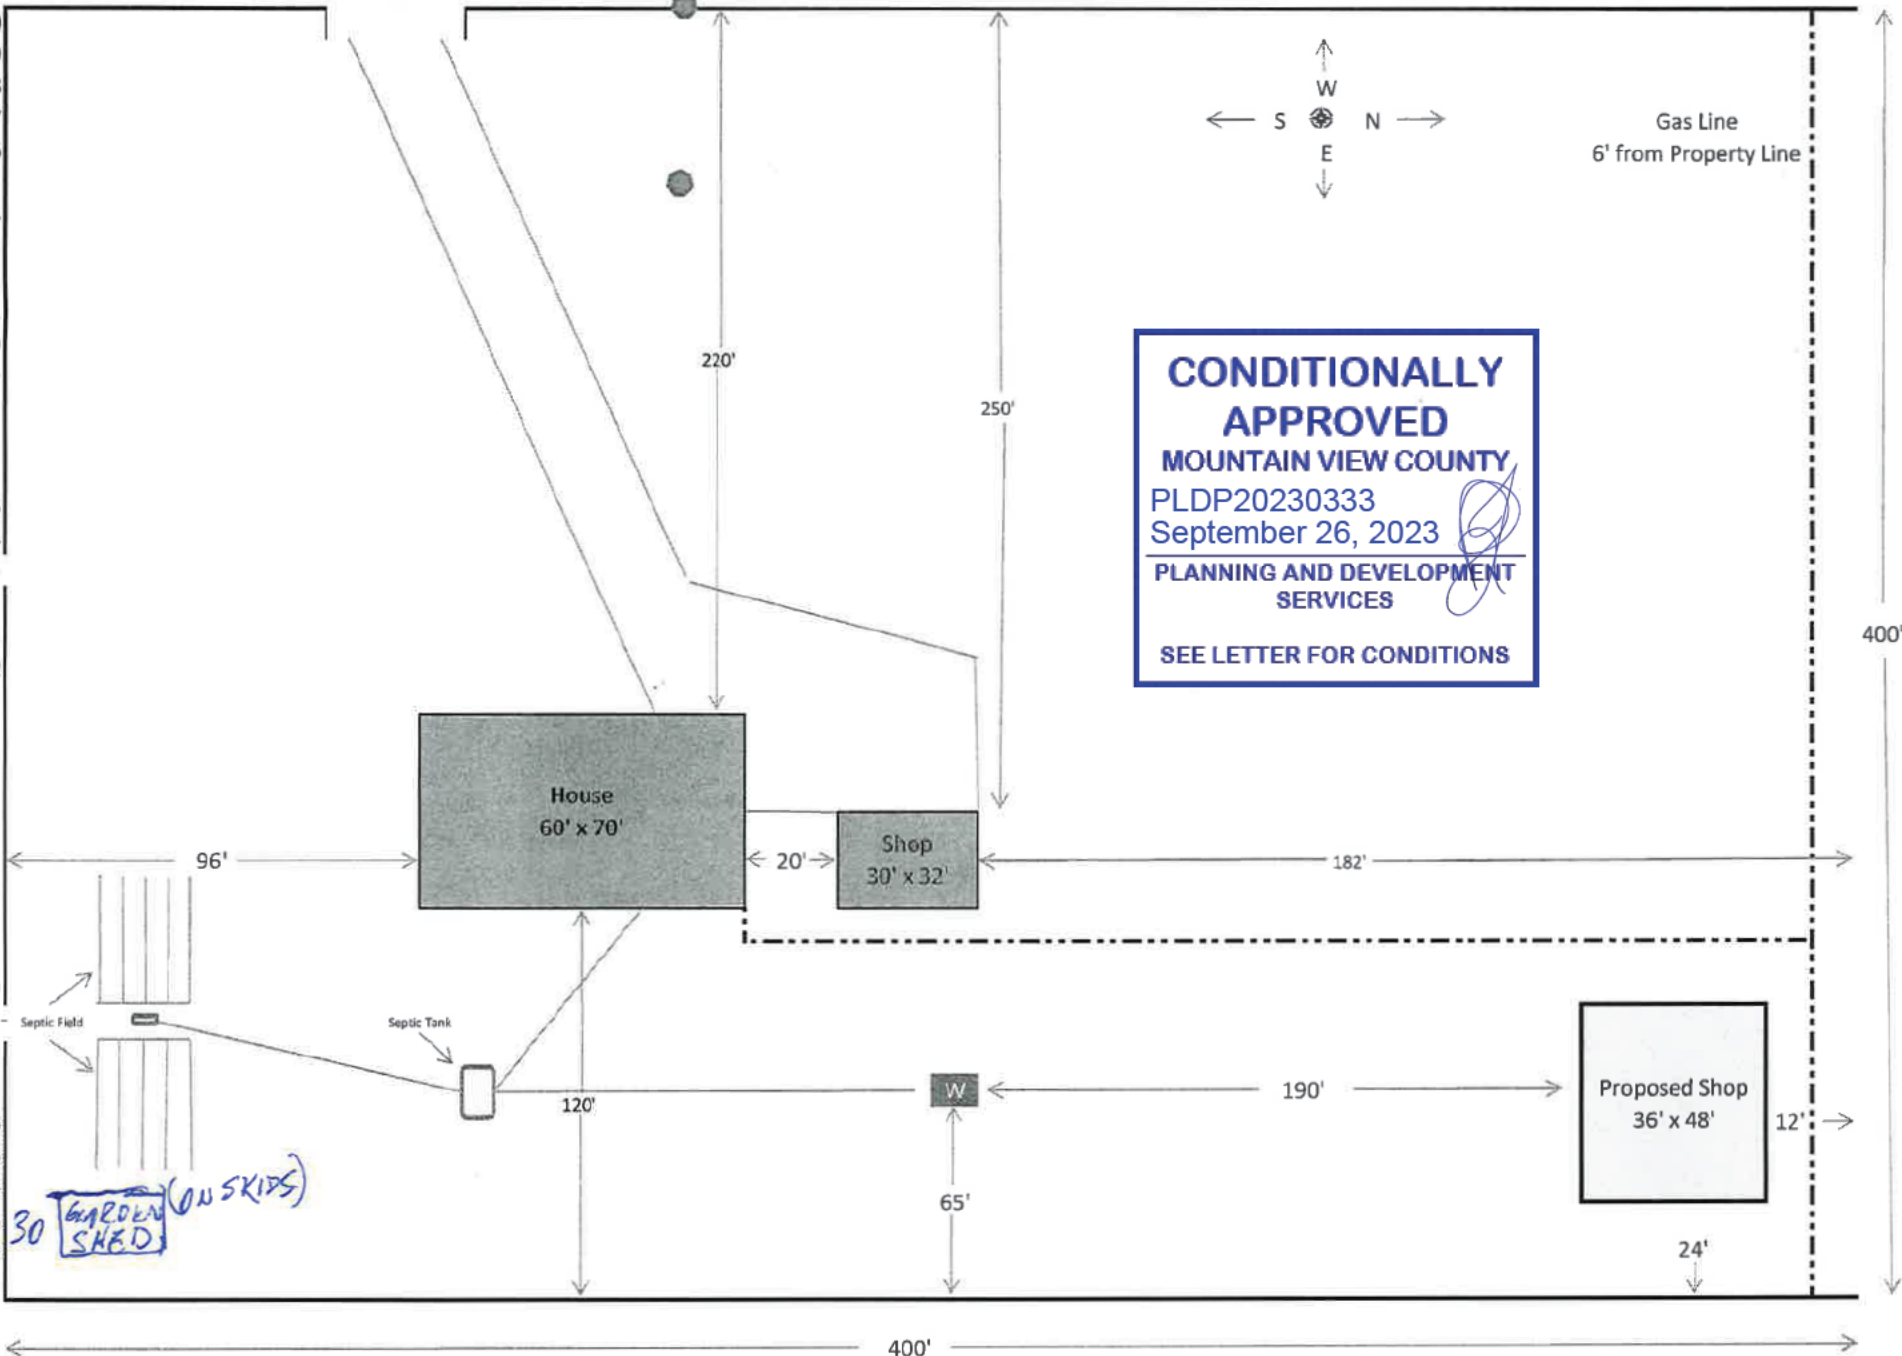 W
S N
E
Gas Line
6' from Property Line
220'
250'
CONDITIONALLY
APPROVED
MOUNTAIN VIEW COUNTY
PLDP20230333
September 26, 2023
PLANNING AND DEVELOPMENT
SERVICES
SEE LETTER FOR CONDITIONS
400'
House
60' x 70'
96'
20'
Shop
30' x 32'
182'
Septic Field
Septic Tank
120'
W
190'
Proposed Shop
36' x 48'
12'
65'
24'
30 GARDEN (ON SKIDS)
SHED
400'